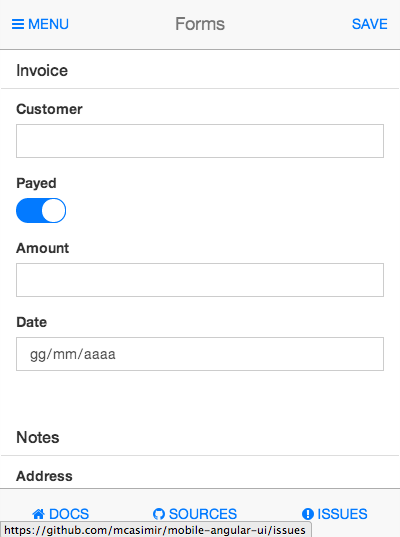 MENU Forms SAVE
Invoice
Customer
Payed
Amount
Date
gg/mm/aaaa
Notes
Address
DOCS SOURCES ISSUES
https://github.com/mcasimir/mobile-angular-ui/issues